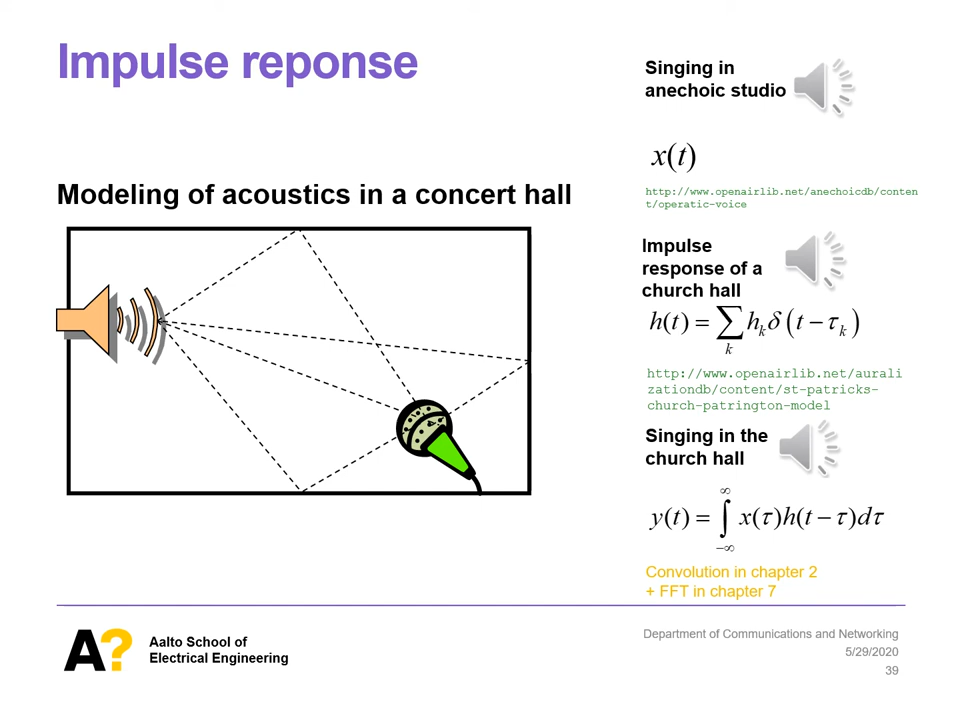 Impulse reponse
Modeling of acoustics in a concert hall
Singing in
anechoic studio
x(t)
http://www.openairlib.net/anechoicdb/conten
t/operatic-voice
Impulse
response of a
church hall
h(t) = ∑ₖ hₖ δ (t − τₖ)
http://www.openairlib.net/aurali
zationdb/content/st-patricks-
church-patrington-model
Singing in the
church hall
y(t) = ∫_{−∞}^{∞} x(τ)h(t − τ)dτ
Convolution in chapter 2
+ FFT in chapter 7
A?
Aalto School of
Electrical Engineering
Department of Communications and Networking
5/29/2020
39